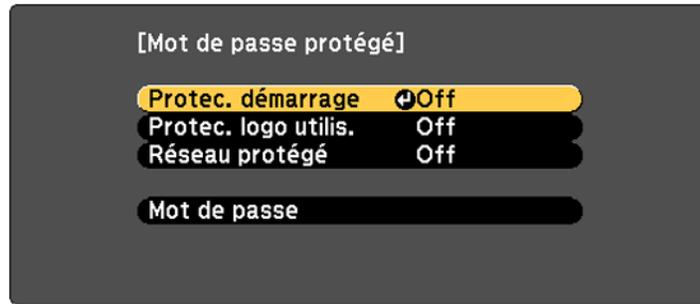 [Mot de passe protégé]
Protec. démarrage Off
Protec. logo utilis. Off
Réseau protégé Off
Mot de passe